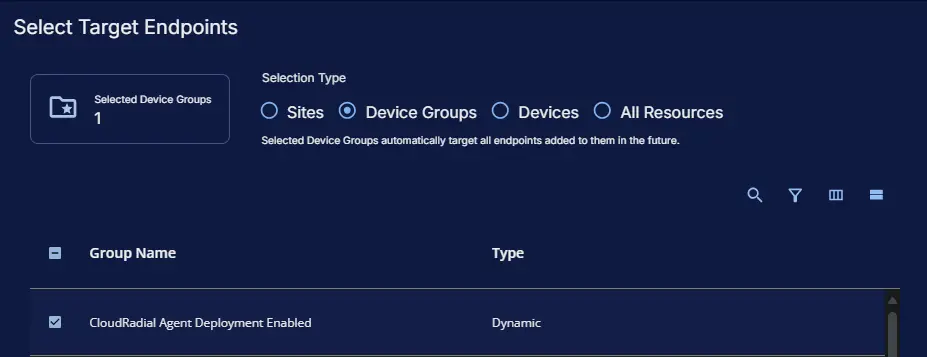 Select Target Endpoints
Selection Type
Selected Device Groups
1
Sites Device Groups Devices All Resources
Selected Device Groups automatically target all endpoints added to them in the future.
Group Name Type
CloudRadial Agent Deployment Enabled Dynamic